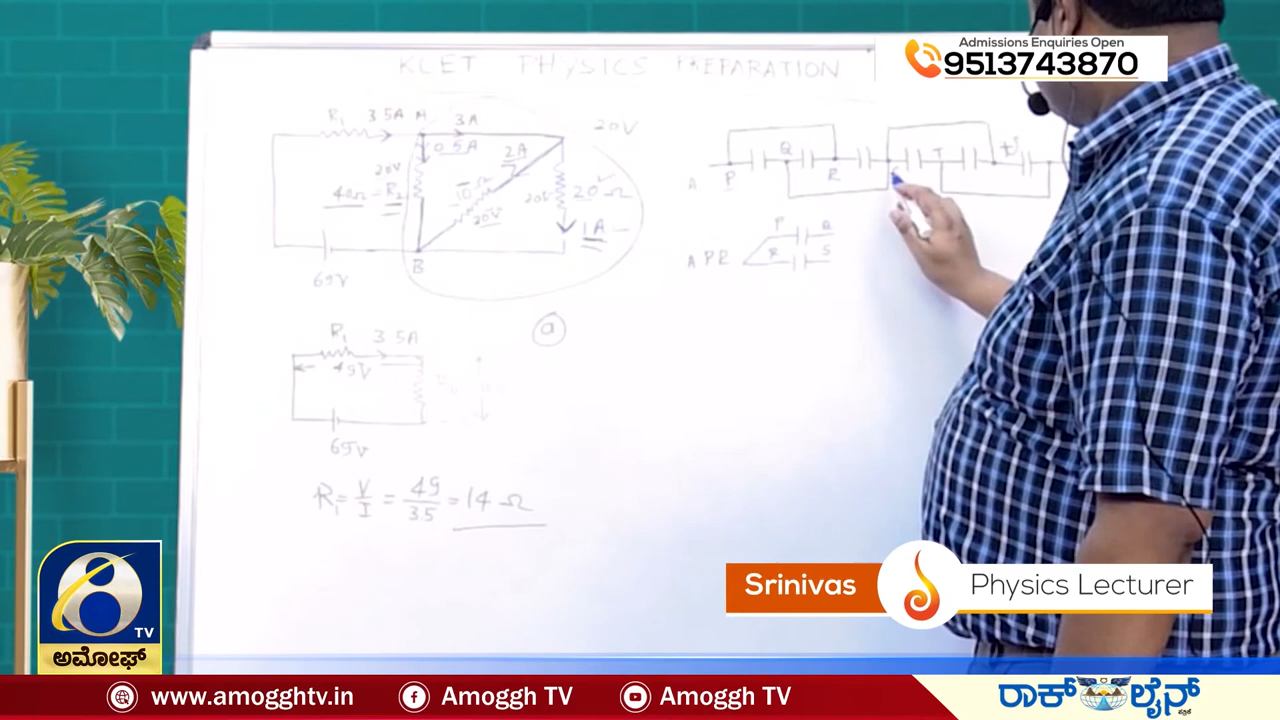 Admissions Enquiries Open
9513743870
KCET PHYSICS PREPARATION
R₁ 3.5A A 3A
20V
0.5A
2A
20V
40Ω = R₂
10Ω
20V
20V 20Ω
1A
B
69V
Q
P
R
T
A
P Q
A PR R S
a
R₁ 3.5A
49V
69V
R₁ = V/I = 49/3.5 = 14 Ω
Srinivas
Physics Lecturer
8
TV
ಅಮೋಘ್
www.amogghtv.in
Amoggh TV
Amoggh TV
ರಾಕ್ ಲೈನ್